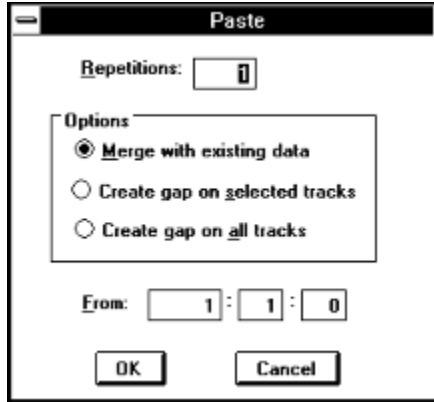 Paste
Repetitions: 1
Options
Merge with existing data
Create gap on selected tracks
Create gap on all tracks
From: 1 : 1 : 0
OK Cancel